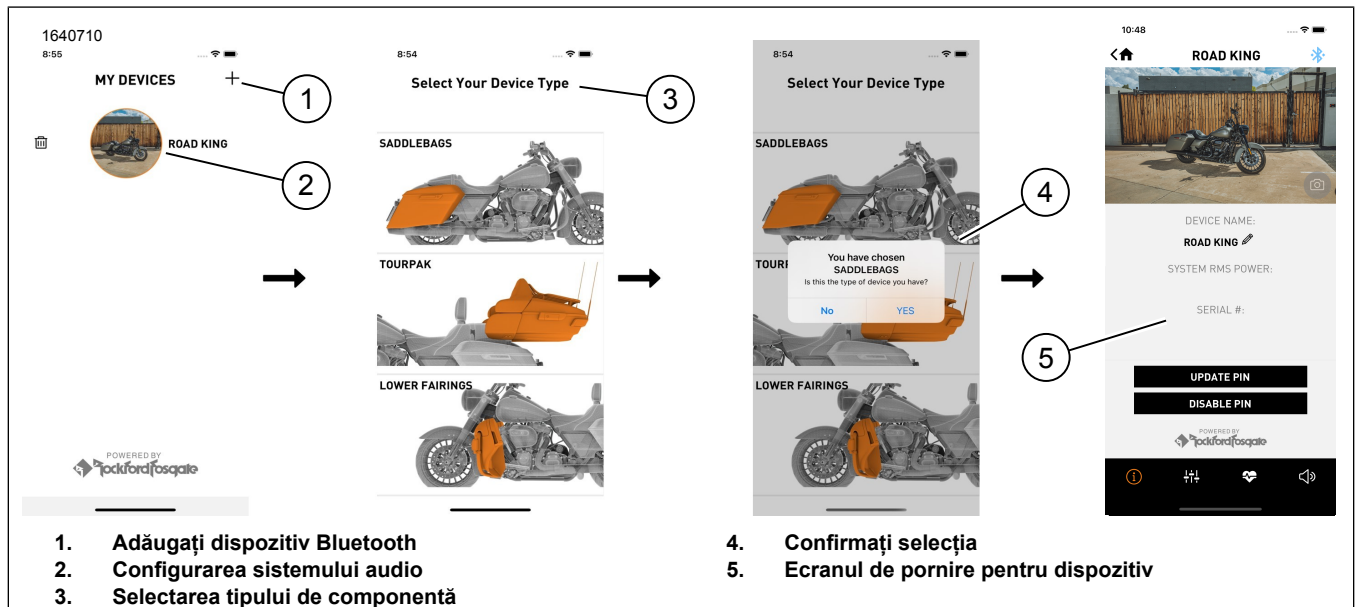 1640710
8:55
MY DEVICES +
1
ROAD KING
2
POWERED BY
Rockford Fosgate
8:54
Select Your Device Type
3
SADDLEBAGS
TOURPAK
LOWER FAIRINGS
8:54
Select Your Device Type
SADDLEBAGS
4
You have chosen
SADDLEBAGS
Is this the type of device you have?
No YES
TOURP
LOWER FAIRINGS
10:48
ROAD KING
DEVICE NAME:
ROAD KING
SYSTEM RMS POWER:
SERIAL #:
5
UPDATE PIN
DISABLE PIN
POWERED BY
Rockford Fosgate
1. Adăugați dispozitiv Bluetooth
2. Configurarea sistemului audio
3. Selectarea tipului de componentă
4. Confirmați selecția
5. Ecranul de pornire pentru dispozitiv